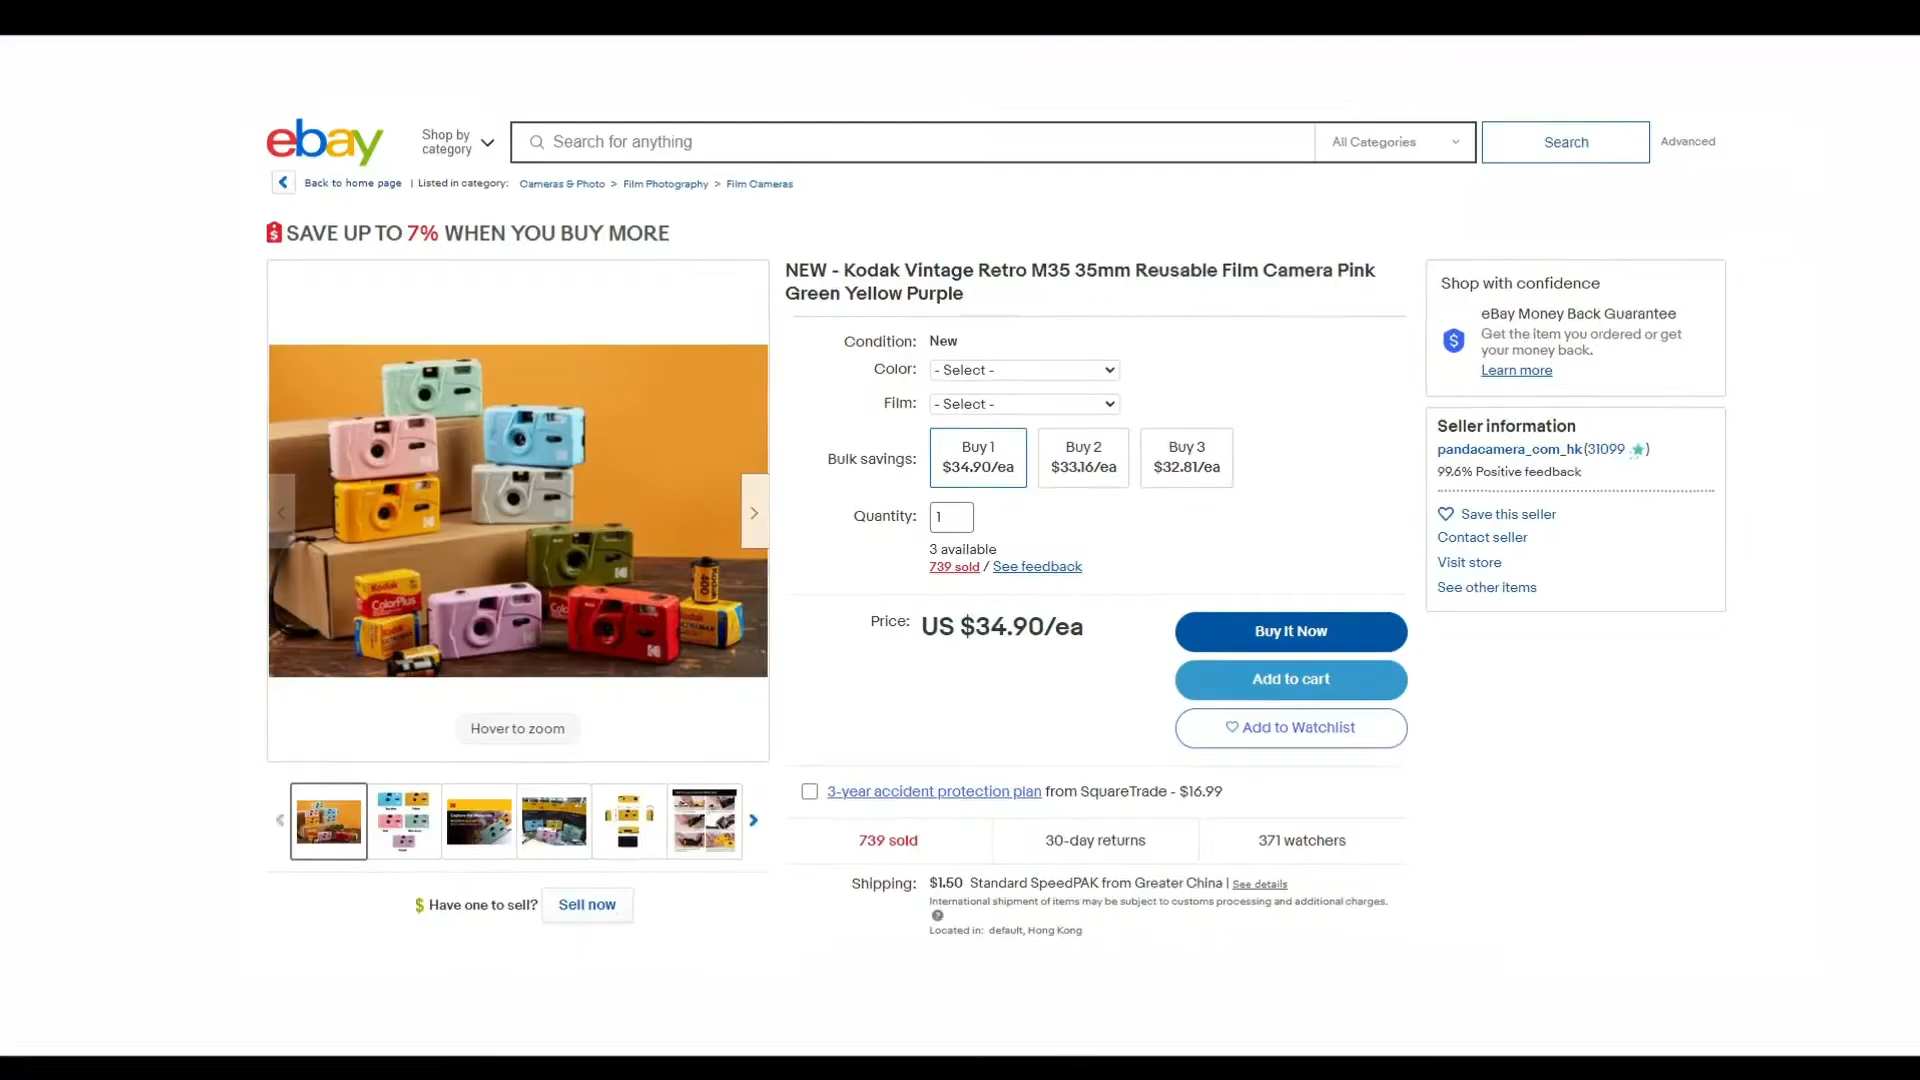 ebay
Shop by
category
Search for anything
All Categories
Search
Advanced
Back to home page | Listed in category: Cameras & Photo > Film Photography > Film Cameras
SAVE UP TO 7% WHEN YOU BUY MORE
NEW - Kodak Vintage Retro M35 35mm Reusable Film Camera Pink
Green Yellow Purple
Condition: New
Color: - Select -
Film: - Select -
Bulk savings:
Buy 1
$34.90/ea
Buy 2
$33.16/ea
Buy 3
$32.81/ea
Quantity: 1
3 available
739 sold / See feedback
Price: US $34.90/ea
Buy It Now
Add to cart
Add to Watchlist
3-year accident protection plan from SquareTrade - $16.99
739 sold
30-day returns
371 watchers
Shipping: $1.50 Standard SpeedPAK from Greater China | See details
International shipment of items may be subject to customs processing and additional charges.
Located in: default, Hong Kong
Shop with confidence
eBay Money Back Guarantee
Get the item you ordered or get
your money back.
Learn more
Seller information
pandacamera_com_hk (31099)
99.6% Positive feedback
Save this seller
Contact seller
Visit store
See other items
Kodak
ColorPlus
400
Hover to zoom
$ Have one to sell? Sell now